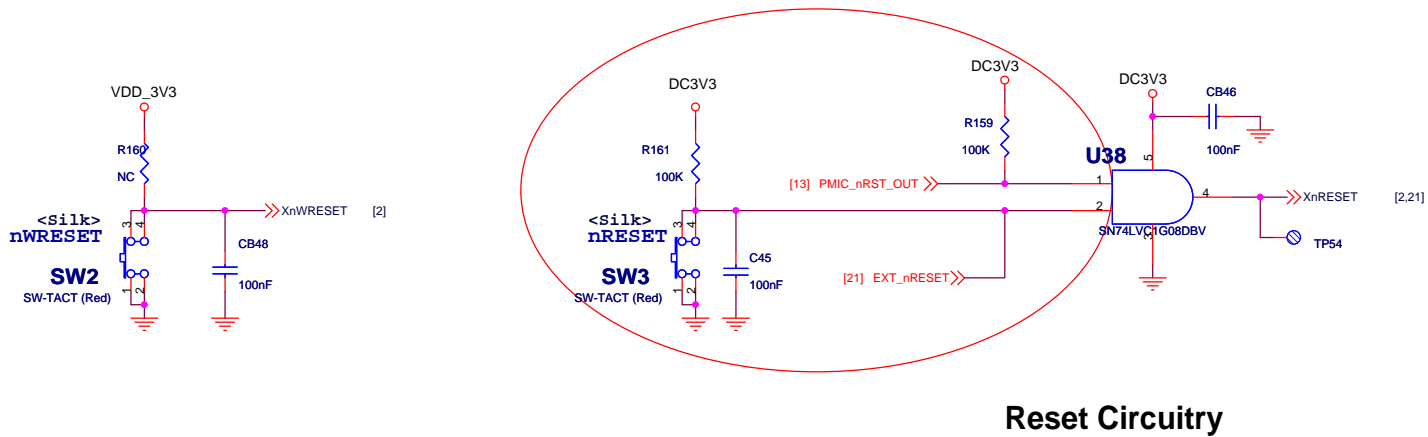 VDD_3V3
R160
NC
<Silk>
nWRESET
3
4
XnWRESET [2]
CB48
100nF
SW2
SW-TACT (Red)
1
2
DC3V3
R161
100K
<Silk>
nRESET
3
4
SW3
SW-TACT (Red)
1
2
C45
100nF
DC3V3
R159
100K
[13] PMIC_nRST_OUT
[21] EXT_nRESET
DC3V3
CB46
100nF
U38
5
1
2
4
3
SN74LVC1G08DBV
XnRESET [2,21]
TP54
Reset Circuitry